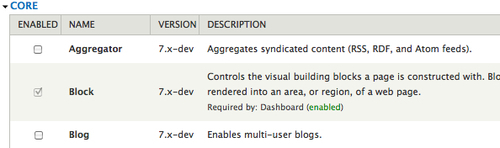 CORE
ENABLED NAME VERSION DESCRIPTION
Aggregator 7.x-dev Aggregates syndicated content (RSS, RDF, and Atom feeds).
Controls the visual building blocks a page is constructed with.
Block 7.x-dev rendered into an area, or region, of a web page.
Required by: Dashboard (enabled)
Blog 7.x-dev Enables multi-user blogs.